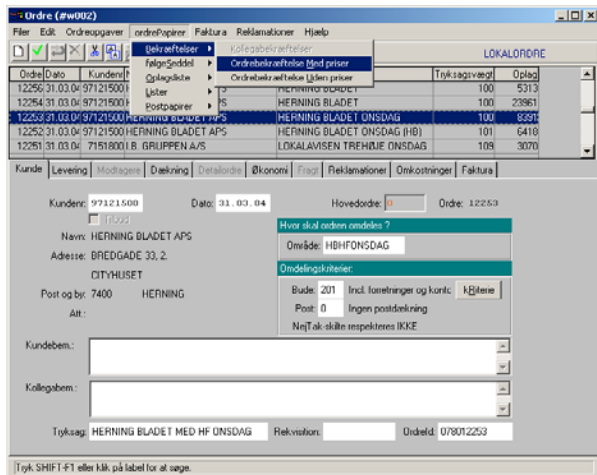 Ordre (#w002)
Filer Edit Ordreopgaver ordrePapirer Faktura Reklamationer Hjælp
Bekræftelser
FølgeSeddel
Oplagsliste
Lister
Postpapirer
Kollegabekræftelser
Ordrebekræftelse Med priser
Ordrebekræftelse Uden priser
LOKALORDRE
Ordre Dato Kundenr Tryksagsvægt Oplag
12256 31.03.04 97121500 HERNING BLADET 100 5313
12254 31.03.04 97121500 HERNING BLADET 100 23961
12253 31.03.04 97121500 HERNING BLADET APS HERNING BLADET ONSDAG 100 8391
12252 31.03.04 97121500 HERNING BLADET APS HERNING BLADET ONSDAG (HB) 101 6418
12251 31.03.04 7151800 I.B. GRUPPEN A/S LOKALAVISEN TREHØJE ONSDAG 109 3070
Kunde Levering Modtagere Dækning Detailordre Økonomi Fragt Reklamationer Omkostninger Faktura
Kundenr: 97121500 Dato: 31.03.04 Hovedordre: 0 Ordre: 12253
Tilbud
Navn: HERNING BLADET APS
Adresse: BREDGADE 33, 2.
CITYHUSET
Post og by: 7400 HERNING
Att.:
Hvor skal ordren omdeles ?
Område: HBHFONSDAG
Omdelingskriterier:
Bude: 201 Incl. forretninger og kontc kRiterie
Post: 0 Ingen postdækning
NejTak-skilte respekteres IKKE
Kundebem.:
Kollegabem.:
Tryksag: HERNING BLADET MED HF ONSDAG Rekvisition: OrdreId: 078012253
Tryk SHIFT-F1 eller klik på label for at søge.